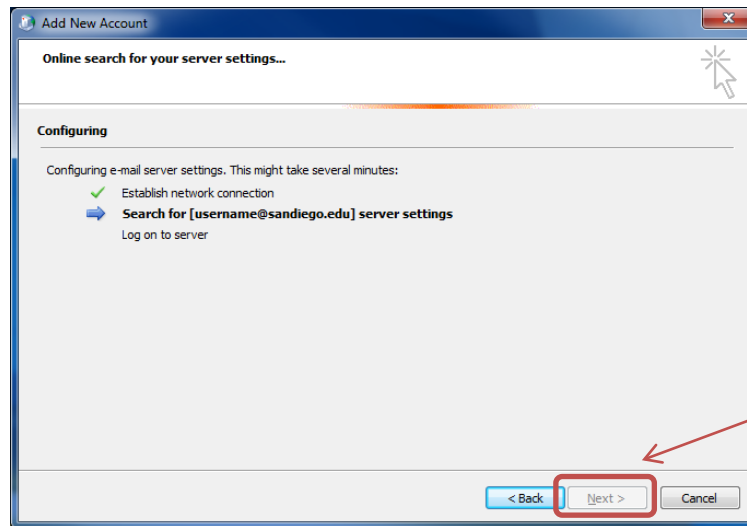 Add New Account
Online search for your server settings...
Configuring
Configuring e-mail server settings. This might take several minutes:
Establish network connection
Search for [username@sandiego.edu] server settings
Log on to server
< Back Next > Cancel